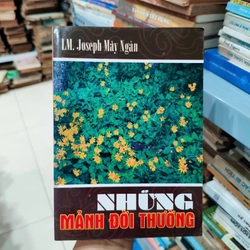 LM. Joseph Mây Ngàn
NHỮNG
MẢNH ĐỜI THƯỜNG